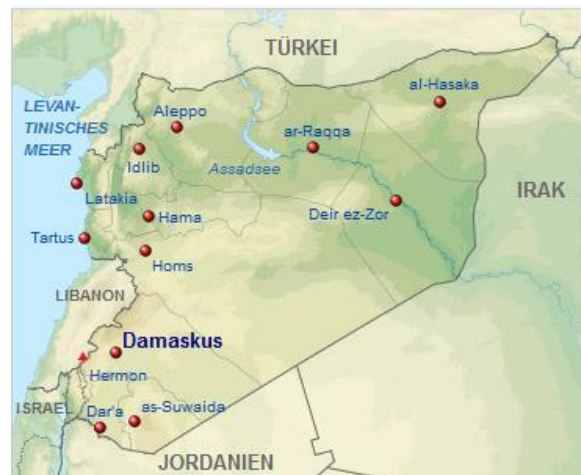 TÜRKEI
al-Hasaka
LEVAN-
TINISCHES
MEER
Aleppo
ar-Raqqa
Idlib
Assadsee
IRAK
Latakia
Hama
Deir ez-Zor
Tartus
Homs
LIBANON
Damaskus
Hermon
ISRAEL
Dar'a
as-Suwaida
JORDANIEN